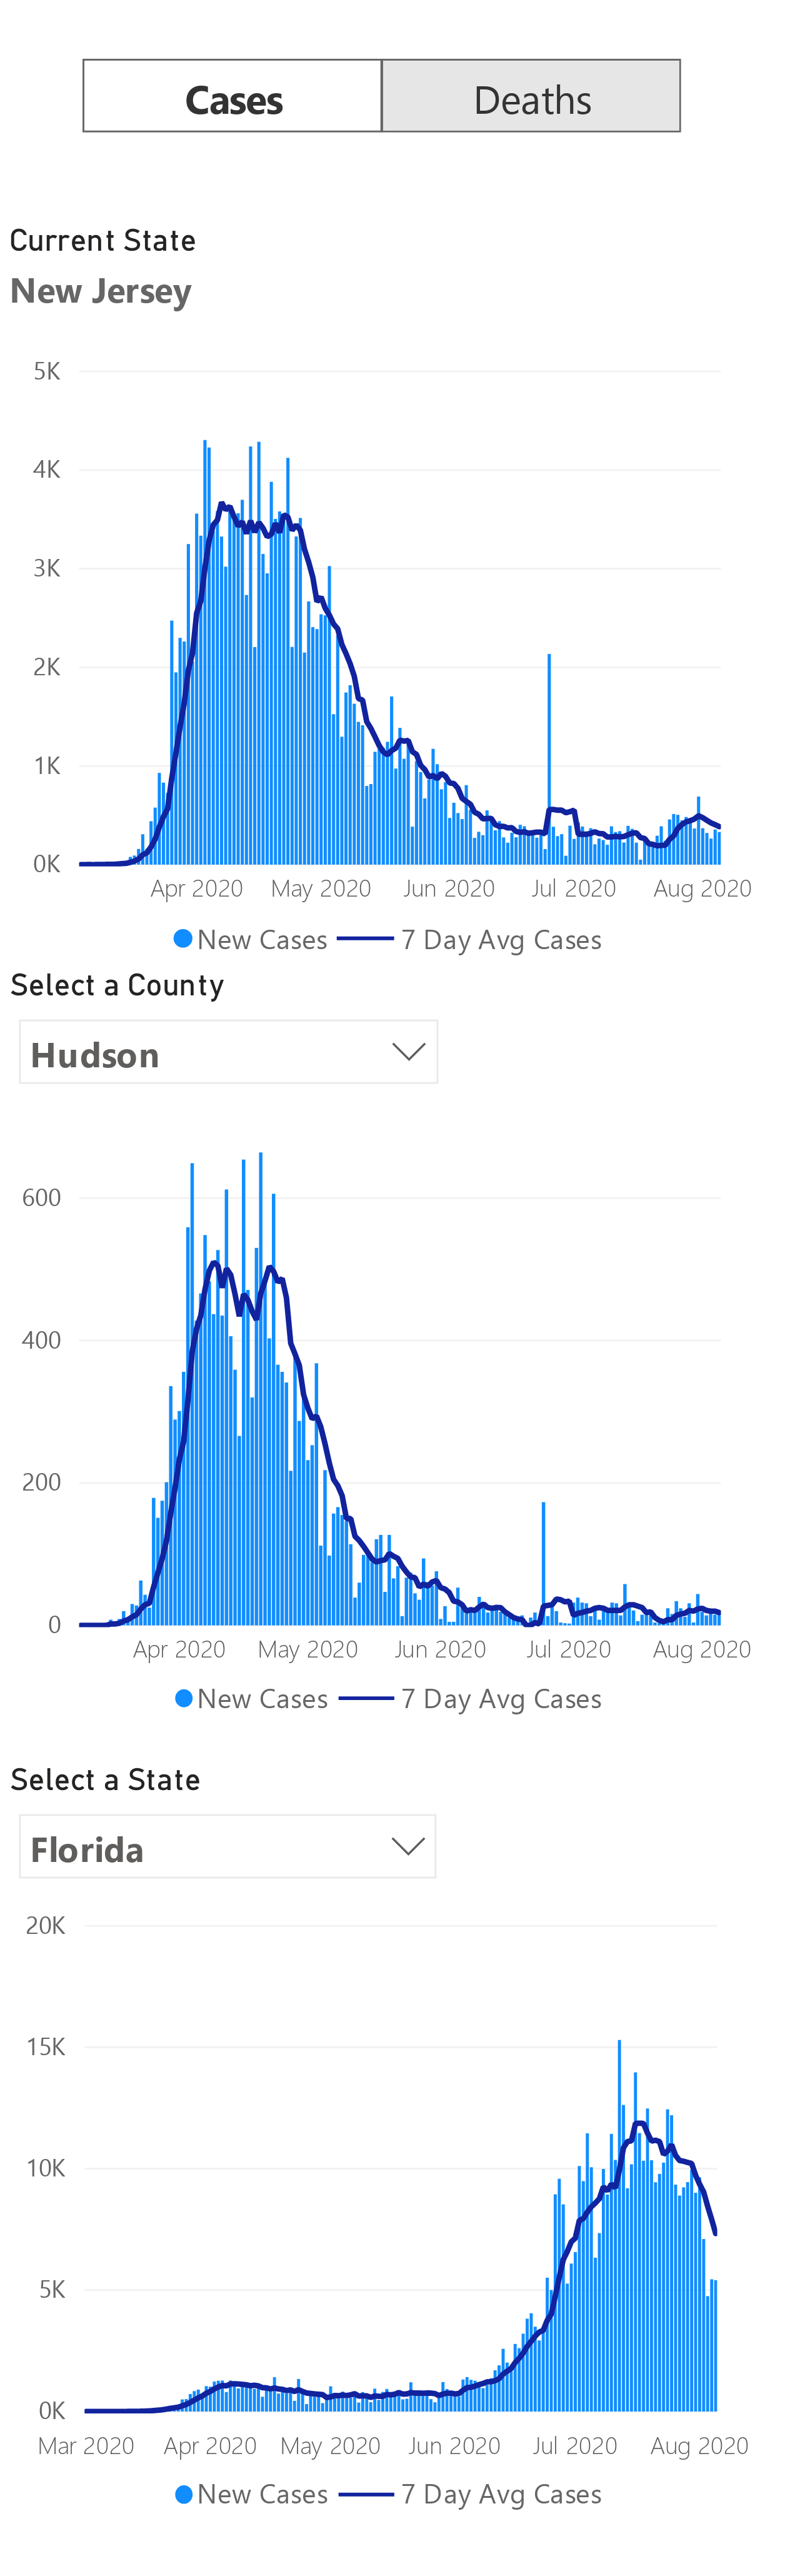 Cases Deaths
Current State
New Jersey
5K
4K
3K
2K
1K
0K
Apr 2020 May 2020 Jun 2020 Jul 2020 Aug 2020
New Cases 7 Day Avg Cases
Select a County
Hudson
600
400
200
0
Apr 2020 May 2020 Jun 2020 Jul 2020 Aug 2020
New Cases 7 Day Avg Cases
Select a State
Florida
20K
15K
10K
5K
0K
Mar 2020 Apr 2020 May 2020 Jun 2020 Jul 2020 Aug 2020
New Cases 7 Day Avg Cases